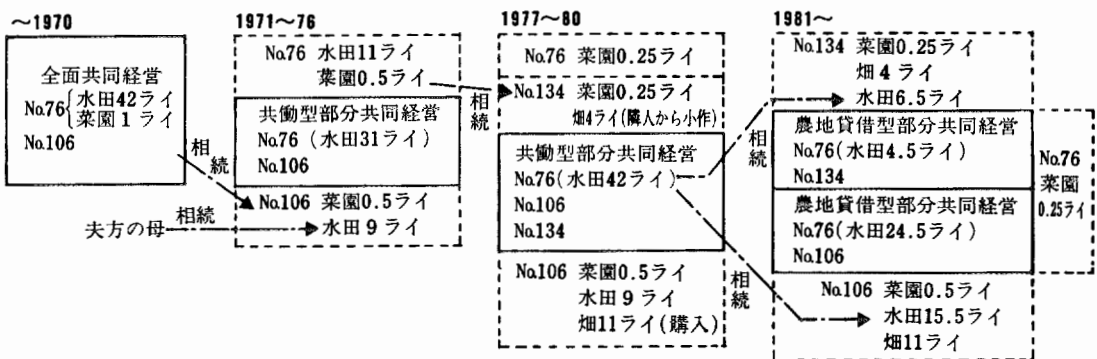 ~1970
全面共同経営
No.76{水田42ライ
菜園1ライ
No.106
相続
夫方の母
相続
1971~76
No.76 水田11ライ
菜園0.5ライ
共働型部分共同経営
No.76(水田31ライ)
No.106
No.106 菜園0.5ライ
水田9ライ
相続
1977~80
No.76 菜園0.25ライ
No.134 菜園0.25ライ
畑4ライ(隣人から小作)
共働型部分共同経営
No.76(水田42ライ)
No.106
No.134
No.106 菜園0.5ライ
水田9ライ
畑11ライ(購入)
相続
相続
1981~
No.134 菜園0.25ライ
畑4ライ
水田6.5ライ
農地貸借型部分共同経営
No.76(水田4.5ライ)
No.134
農地貸借型部分共同経営
No.76(水田24.5ライ)
No.106
No.106 菜園0.5ライ
水田15.5ライ
畑11ライ
No.76
菜園
0.25ライ